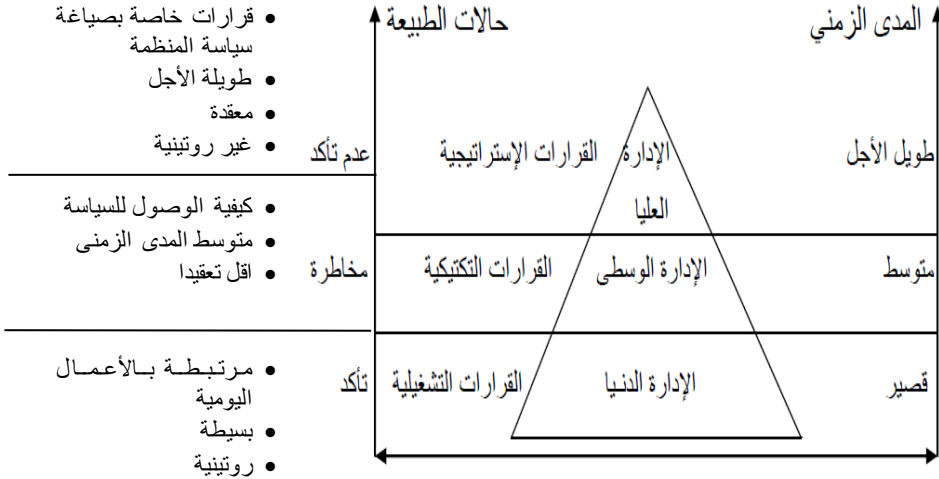 المدى الزمني
حالات الطبيعة
طويل الأجل
الإدارة
العليا
القرارات الإستراتيجية
عدم تأكد
• قرارات خاصة بصياغة
سياسة المنظمة
• طويلة الأجل
• معقدة
• غير روتينية
متوسط
الإدارة الوسطى
القرارات التكتيكية
مخاطرة
• كيفية الوصول للسياسة
• متوسط المدى الزمنى
• اقل تعقيدا
قصير
الإدارة الدنيا
القرارات التشغيلية
تأكد
• مرتبطة بالأعمال
اليومية
• بسيطة
• روتينية